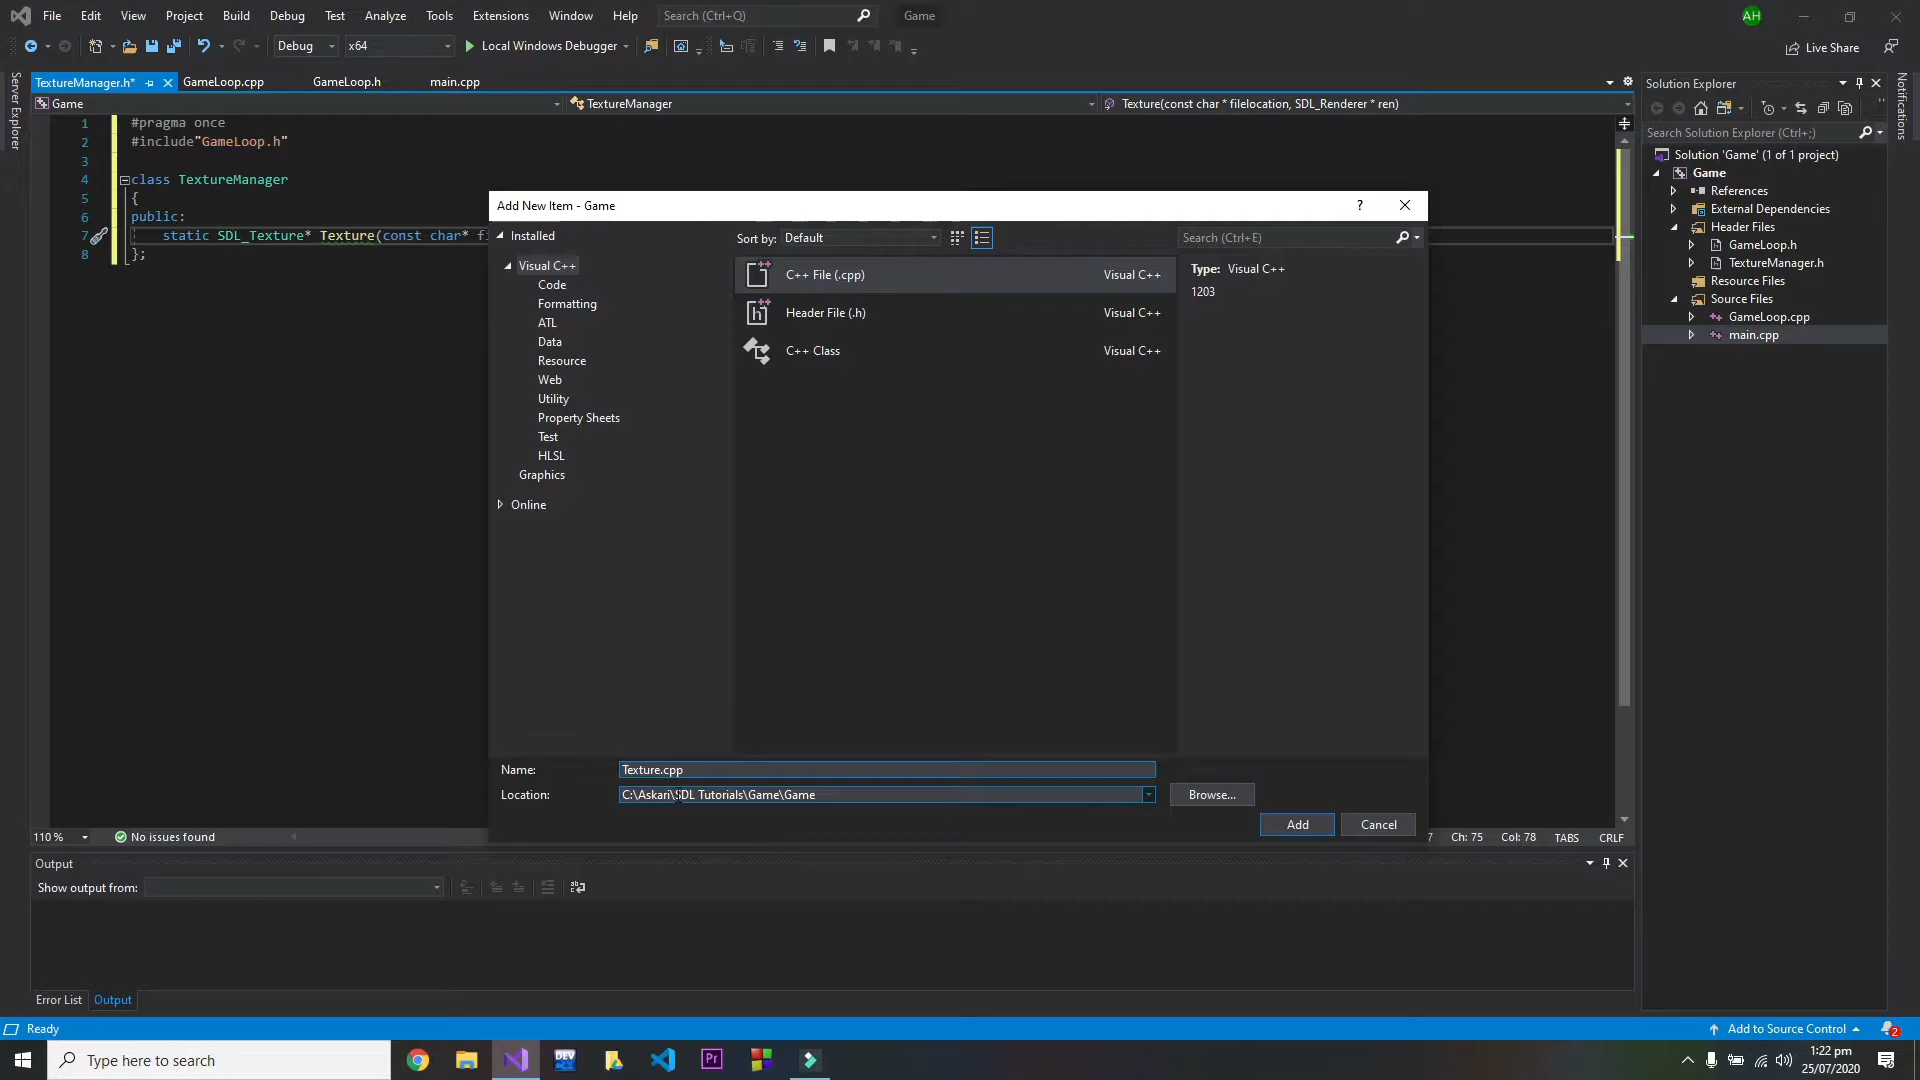 File Edit View Project Build Debug Test Analyze Tools Extensions Window Help Search (Ctrl+Q) Game AH
Debug x64 Local Windows Debugger Live Share
Server Explorer
TextureManager.h* GameLoop.cpp GameLoop.h main.cpp
Game TextureManager Texture(const char * filelocation, SDL_Renderer * ren)
1 #pragma once
2 #include"GameLoop.h"
3
4 class TextureManager
5 {
6 public:
7 static SDL_Texture* Texture(const char* fi
8 };
Add New Item - Game
Installed
Visual C++
Code
Formatting
ATL
Data
Resource
Web
Utility
Property Sheets
Test
HLSL
Graphics
Online
Sort by: Default
C++ File (.cpp) Visual C++
Header File (.h) Visual C++
C++ Class Visual C++
Search (Ctrl+E)
Type: Visual C++
1203
Name: Texture.cpp
Location: C:\Askari\SDL Tutorials\Game\Game
Browse...
Add Cancel
Solution Explorer
Search Solution Explorer (Ctrl+;)
Solution 'Game' (1 of 1 project)
Game
References
External Dependencies
Header Files
GameLoop.h
TextureManager.h
Resource Files
Source Files
GameLoop.cpp
main.cpp
Notifications
110 % No issues found 7 Ch: 75 Col: 78 TABS CRLF
Output
Show output from:
Error List Output
Ready Add to Source Control 2
Type here to search
DEV
Pr
1:22 pm
25/07/2020